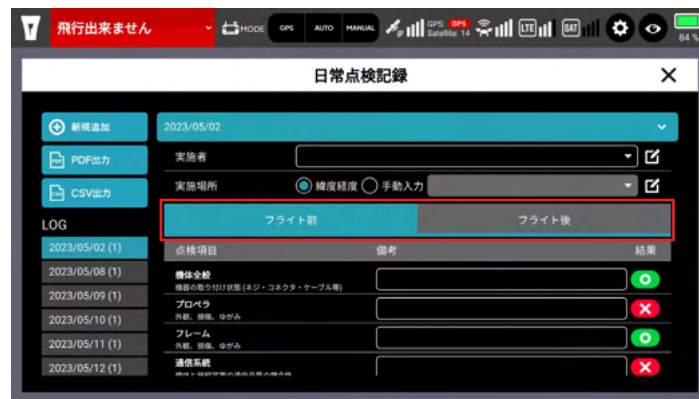 飛行出来ません
MODE GPS AUTO MANUAL
GPS: GPS
Satellite: 14
LTE
SAT
84 %
日常点検記録
新規追加
PDF出力
CSV出力
LOG
2023/05/02 (1)
2023/05/08 (1)
2023/05/09 (1)
2023/05/10 (1)
2023/05/11 (1)
2023/05/12 (1)
2023/05/02
実施者
実施場所 緯度経度 手動入力
フライト前 フライト後
点検項目 備考 結果
機体全般
機器の取り付け状態 (ネジ・コネクタ・ケーブル等)
プロペラ
外観、損傷、ゆがみ
フレーム
外観、損傷、ゆがみ
通信系統